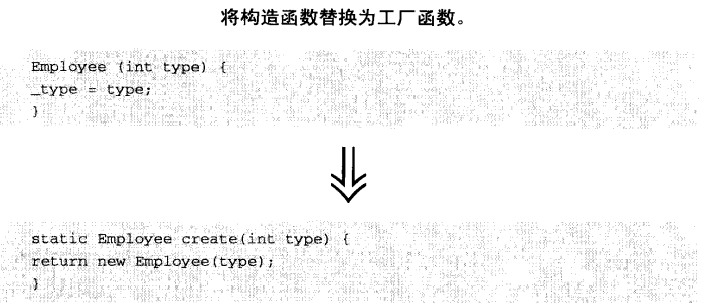 将构造函数替换为工厂函数。
Employee (int type) {
_type = type;
}
static Employee create(int type) {
return new Employee(type);
}